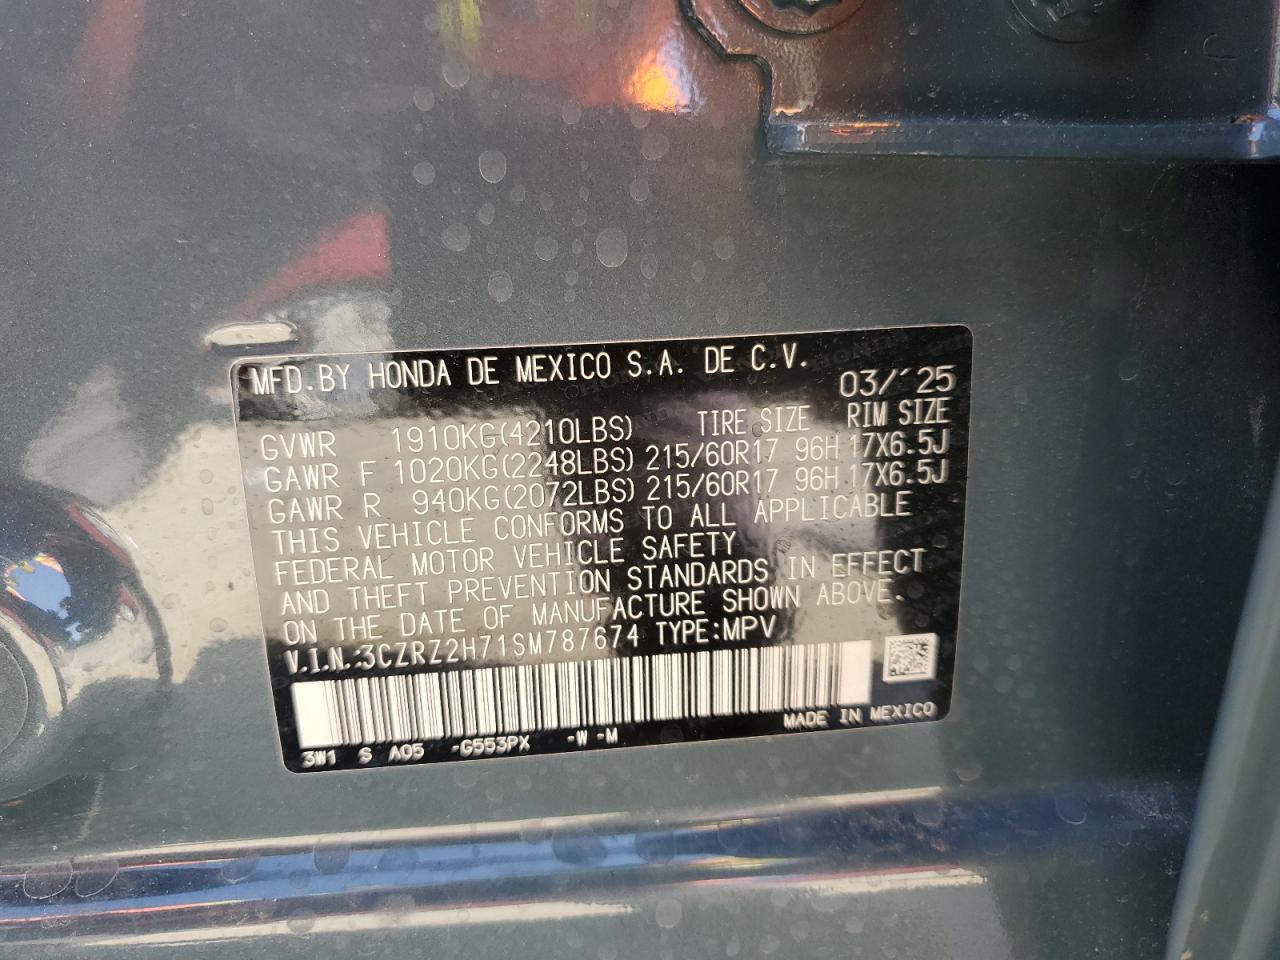 MFD.BY HONDA DE MEXICO S.A. DE C.V.
03/´25
GVWR 1910KG(4210LBS) TIRE SIZE RIM SIZE
GAWR F 1020KG(2248LBS) 215/60R17 96H 17X6.5J
GAWR R 940KG(2072LBS) 215/60R17 96H 17X6.5J
THIS VEHICLE CONFORMS TO ALL APPLICABLE
FEDERAL MOTOR VEHICLE SAFETY
AND THEFT PREVENTION STANDARDS IN EFFECT
ON THE DATE OF MANUFACTURE SHOWN ABOVE.
V.I.N.:3CZRZ2H71SM787674 TYPE:MPV
MADE IN MEXICO
3W1 S A05 -G553PX -W -M